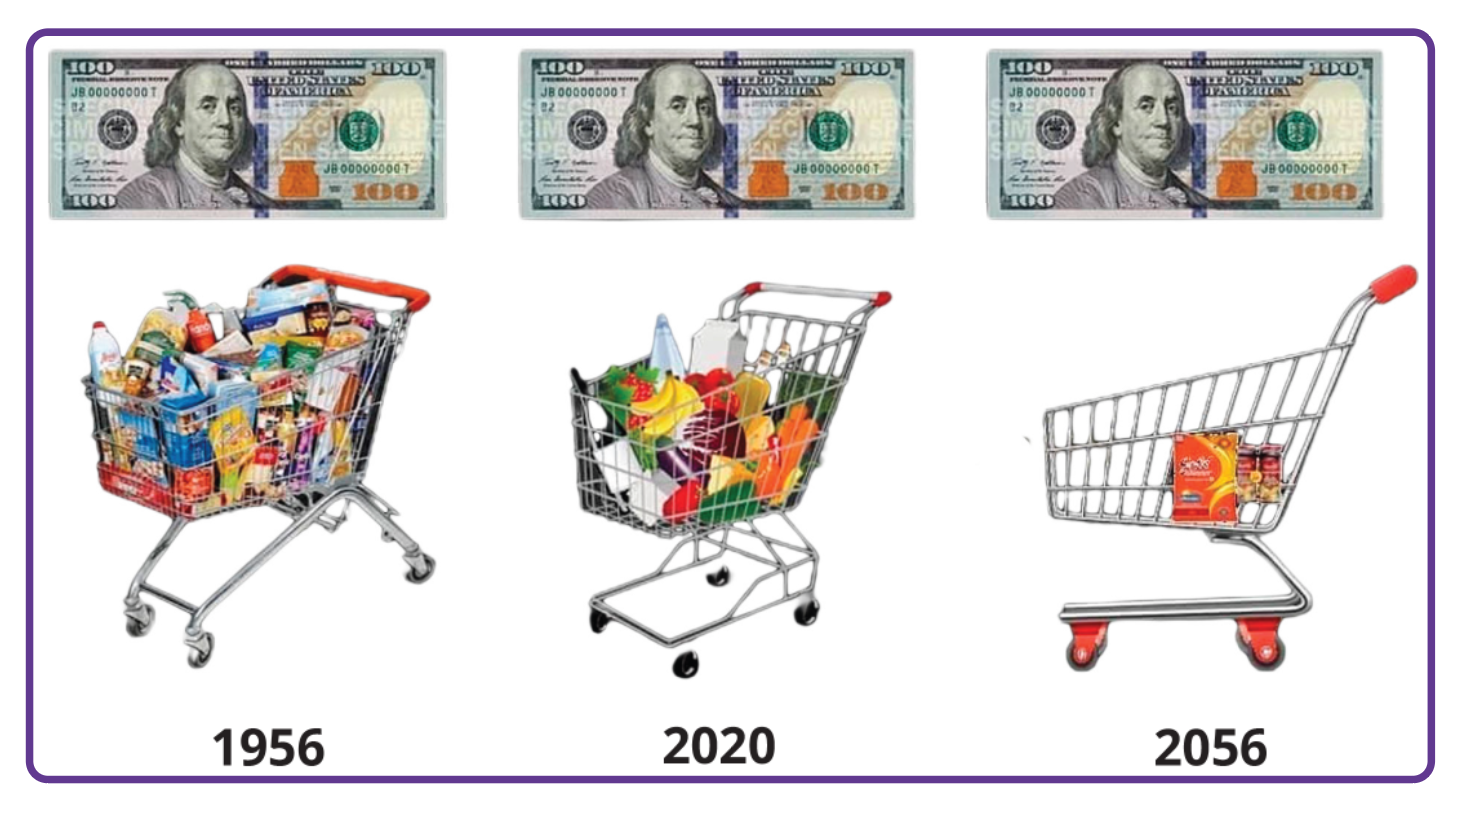 100 ONE HUNDRED DOLLARS 100
FEDERAL RESERVE NOTE THE
UNITED STATES
OF AMERICA
JB 00000000 T
B2
SPECIMEN
JB 00000000 T
100 100
100 ONE HUNDRED DOLLARS 100
FEDERAL RESERVE NOTE THE
UNITED STATES
OF AMERICA
JB 00000000 T
B2
SPECIMEN
JB 00000000 T
100 100
100 ONE HUNDRED DOLLARS 100
FEDERAL RESERVE NOTE THE
UNITED STATES
OF AMERICA
JB 00000000 T
B2
SPECIMEN
JB 00000000 T
100 100
1956
2020
2056